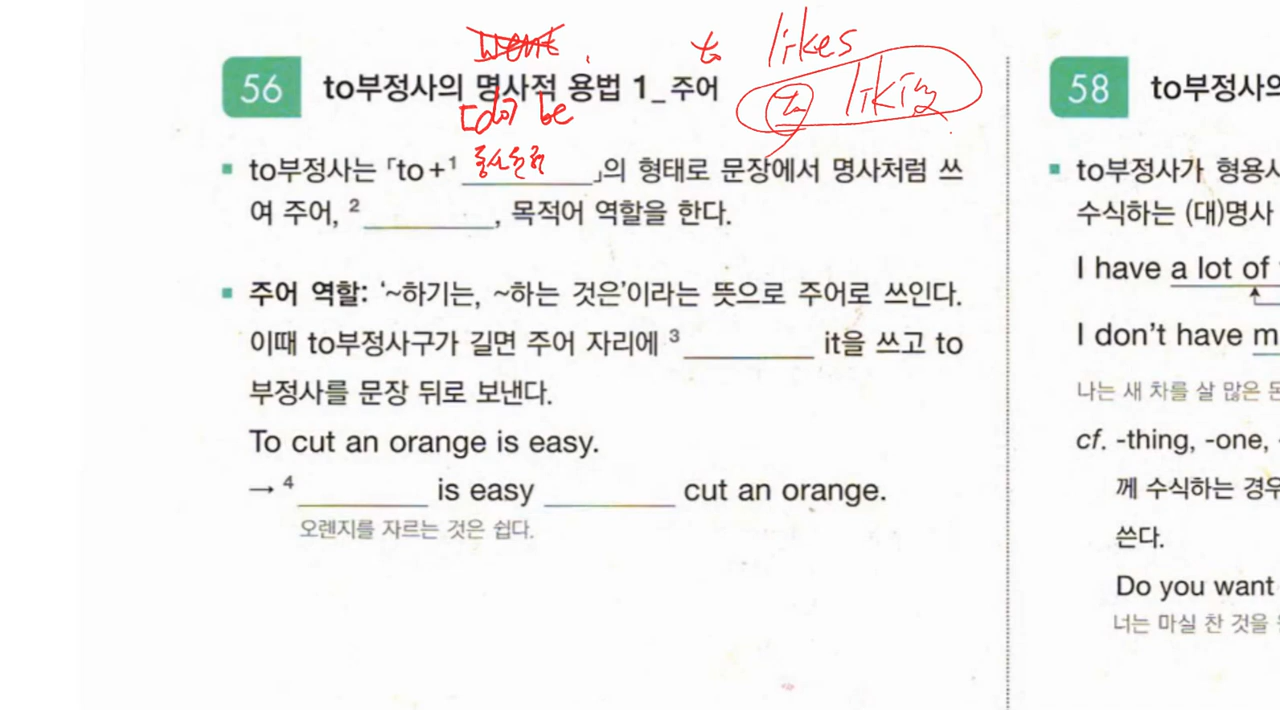 went
to likes
56 to부정사의 명사적 용법 1_주어
to liking
be
to부정사는 「to+1 동사원형」의 형태로 문장에서 명사처럼 쓰
여 주어, 2 , 목적어 역할을 한다.
주어 역할: '~하기는, ~하는 것은'이라는 뜻으로 주어로 쓰인다.
이때 to부정사구가 길면 주어 자리에 3 it을 쓰고 to
부정사를 문장 뒤로 보낸다.
To cut an orange is easy.
→ 4 is easy cut an orange.
오렌지를 자르는 것은 쉽다.
58 to부정사의
to부정사가 형용사
수식하는 (대)명사
I have a lot of
I don't have m
나는 새 차를 살 많은 돈
cf. -thing, -one,
께 수식하는 경우
쓴다.
Do you want
너는 마실 찬 것을